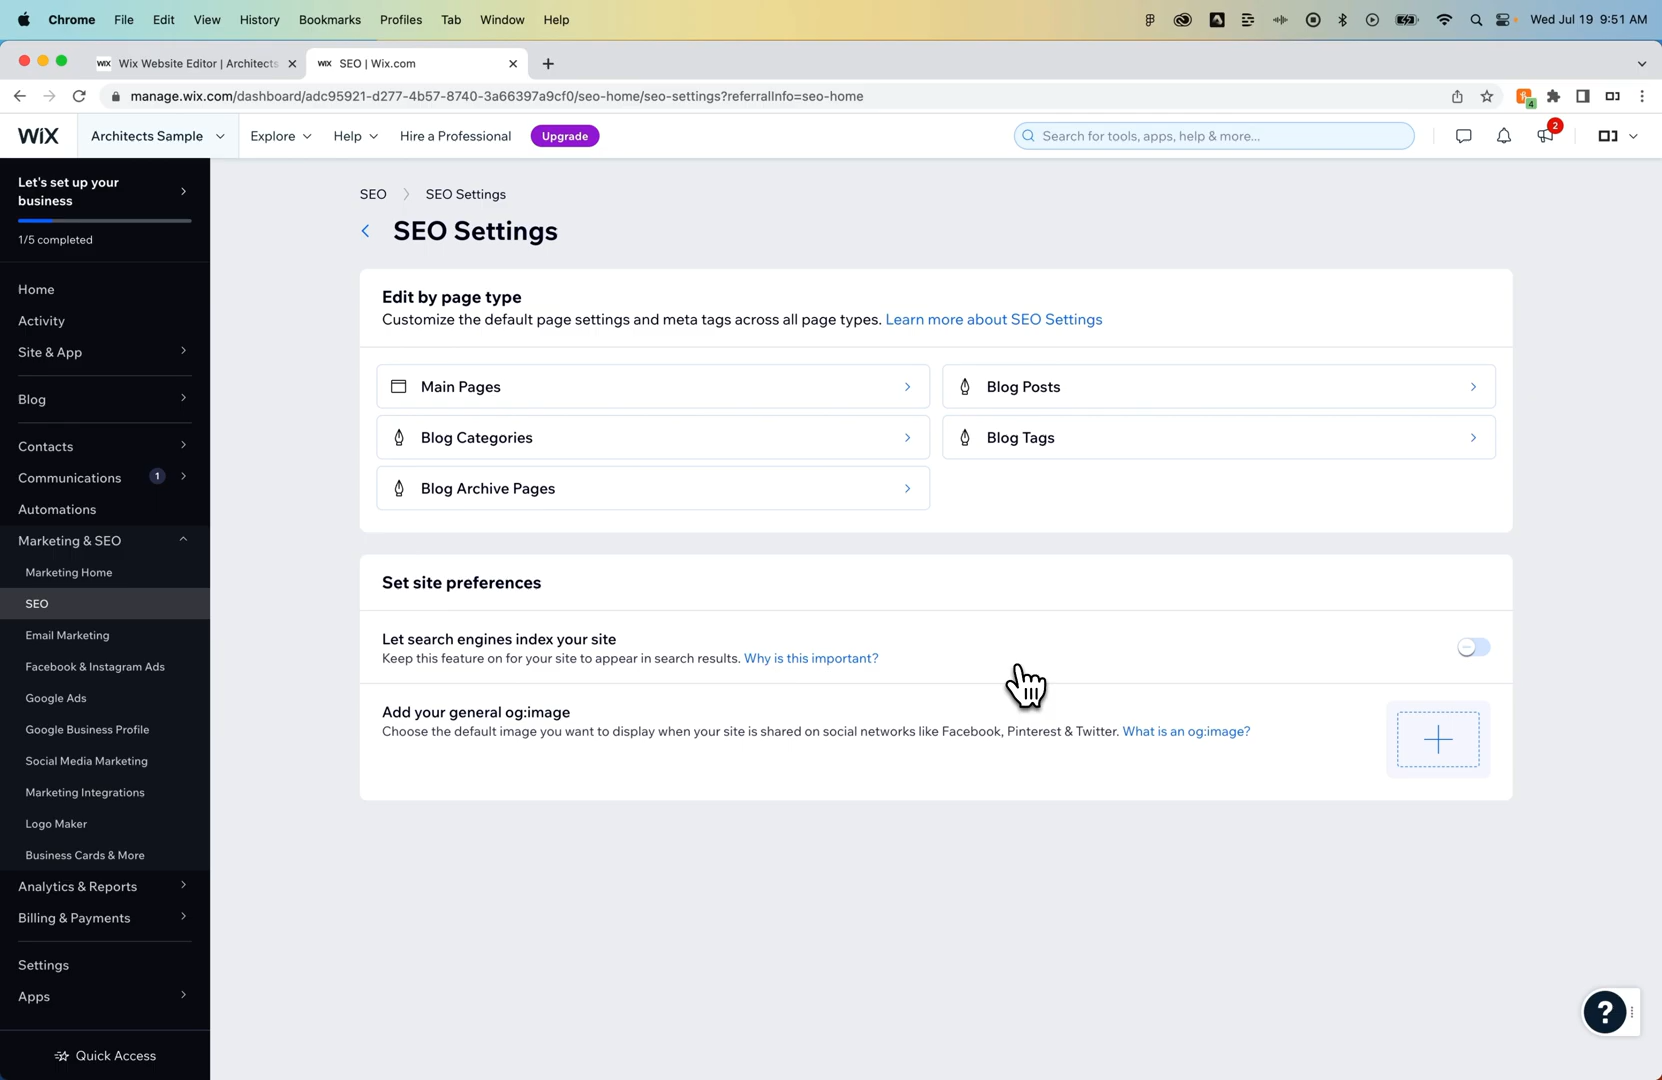 Chrome File Edit View History Bookmarks Profiles Tab Window Help Wed Jul 19 9:51 AM
WIX Wix Website Editor | Architects WIX SEO | Wix.com
manage.wix.com/dashboard/adc95921-d277-4b57-8740-3a66397a9cf0/seo-home/seo-settings?referralInfo=seo-home 4
WiX Architects Sample Explore Help Hire a Professional Upgrade Search for tools, apps, help & more... 2
Let's set up your
business
1/5 completed
Home
Activity
Site & App
Blog
Contacts
Communications 1
Automations
Marketing & SEO
Marketing Home
SEO
Email Marketing
Facebook & Instagram Ads
Google Ads
Google Business Profile
Social Media Marketing
Marketing Integrations
Logo Maker
Business Cards & More
Analytics & Reports
Billing & Payments
Settings
Apps
Quick Access
SEO SEO Settings
SEO Settings
Edit by page type
Customize the default page settings and meta tags across all page types. Learn more about SEO Settings
Main Pages Blog Posts
Blog Categories Blog Tags
Blog Archive Pages
Set site preferences
Let search engines index your site
Keep this feature on for your site to appear in search results. Why is this important?
Add your general og:image
Choose the default image you want to display when your site is shared on social networks like Facebook, Pinterest & Twitter. What is an og:image?
?